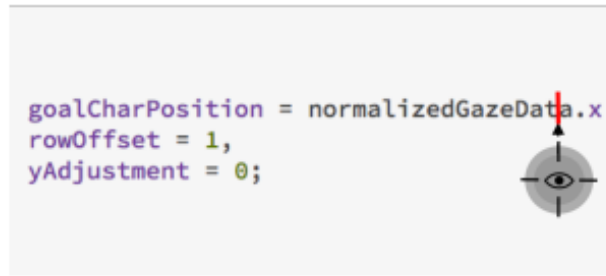 goalCharPosition = normalizedGazeData.x
rowOffset = 1,
yAdjustment = 0;